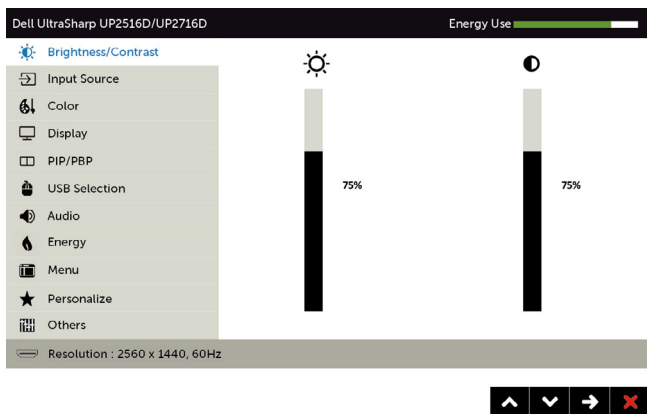 Dell UltraSharp UP2516D/UP2716D
Energy Use
Brightness/Contrast
Input Source
Color
Display
PIP/PBP
USB Selection
Audio
Energy
Menu
Personalize
Others
75%
75%
Resolution : 2560 x 1440, 60Hz